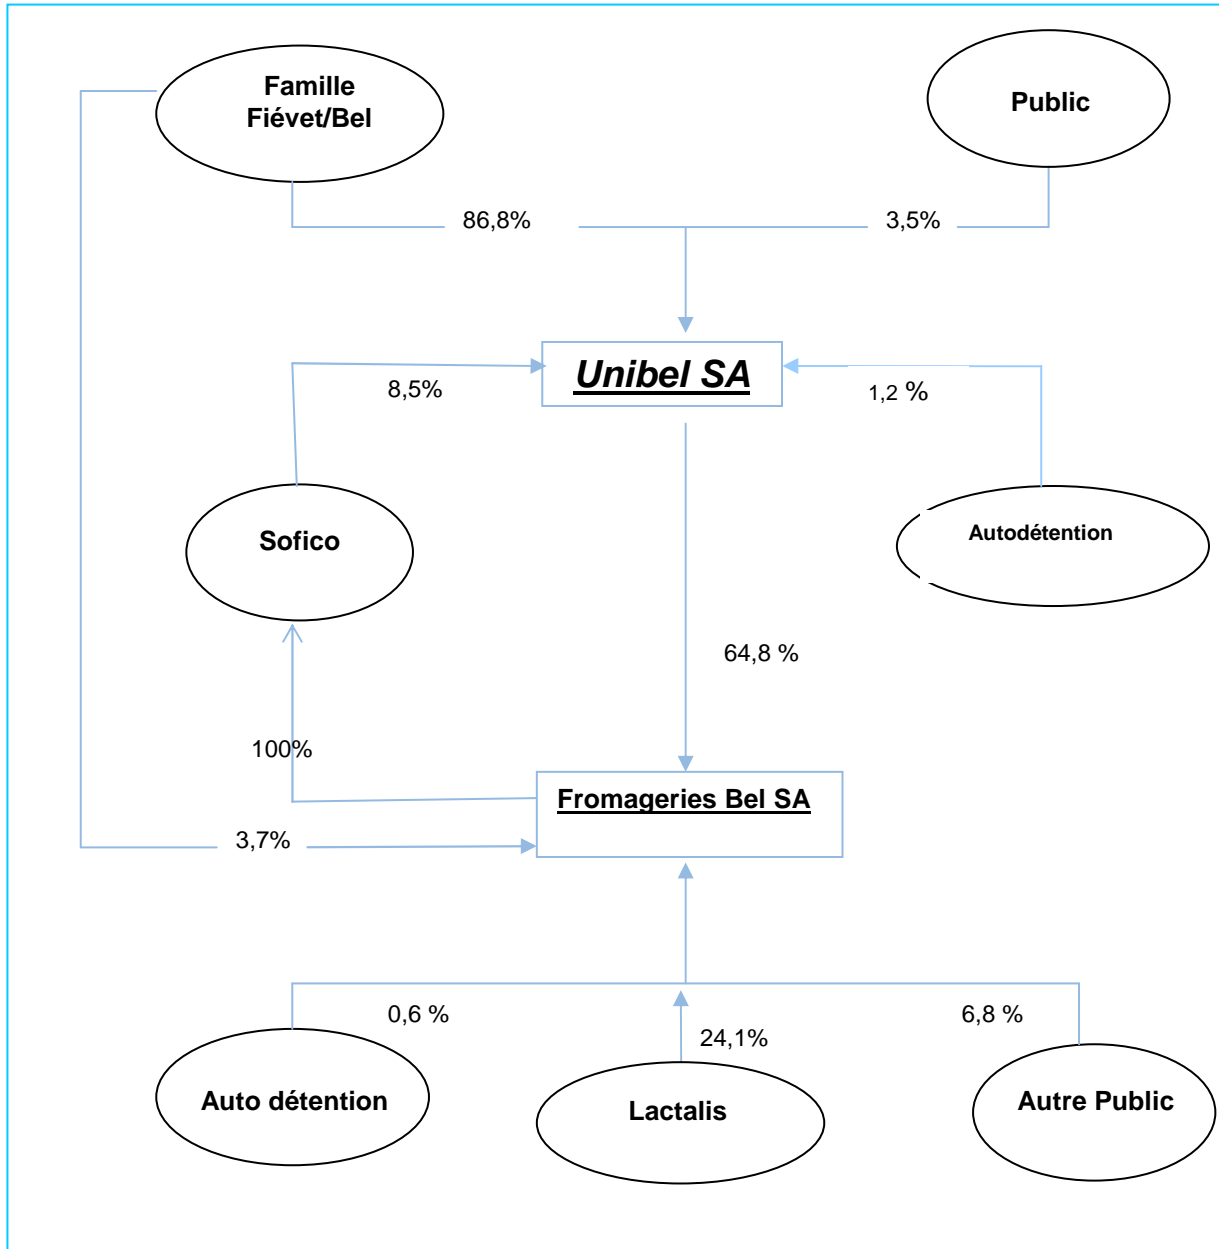 Famille
Fiévet/Bel
Public
86,8%
3,5%
Unibel SA
8,5%
1,2 %
Sofico
Autodétention
64,8 %
100%
Fromageries Bel SA
3,7%
0,6 %
24,1%
6,8 %
Auto détention
Lactalis
Autre Public